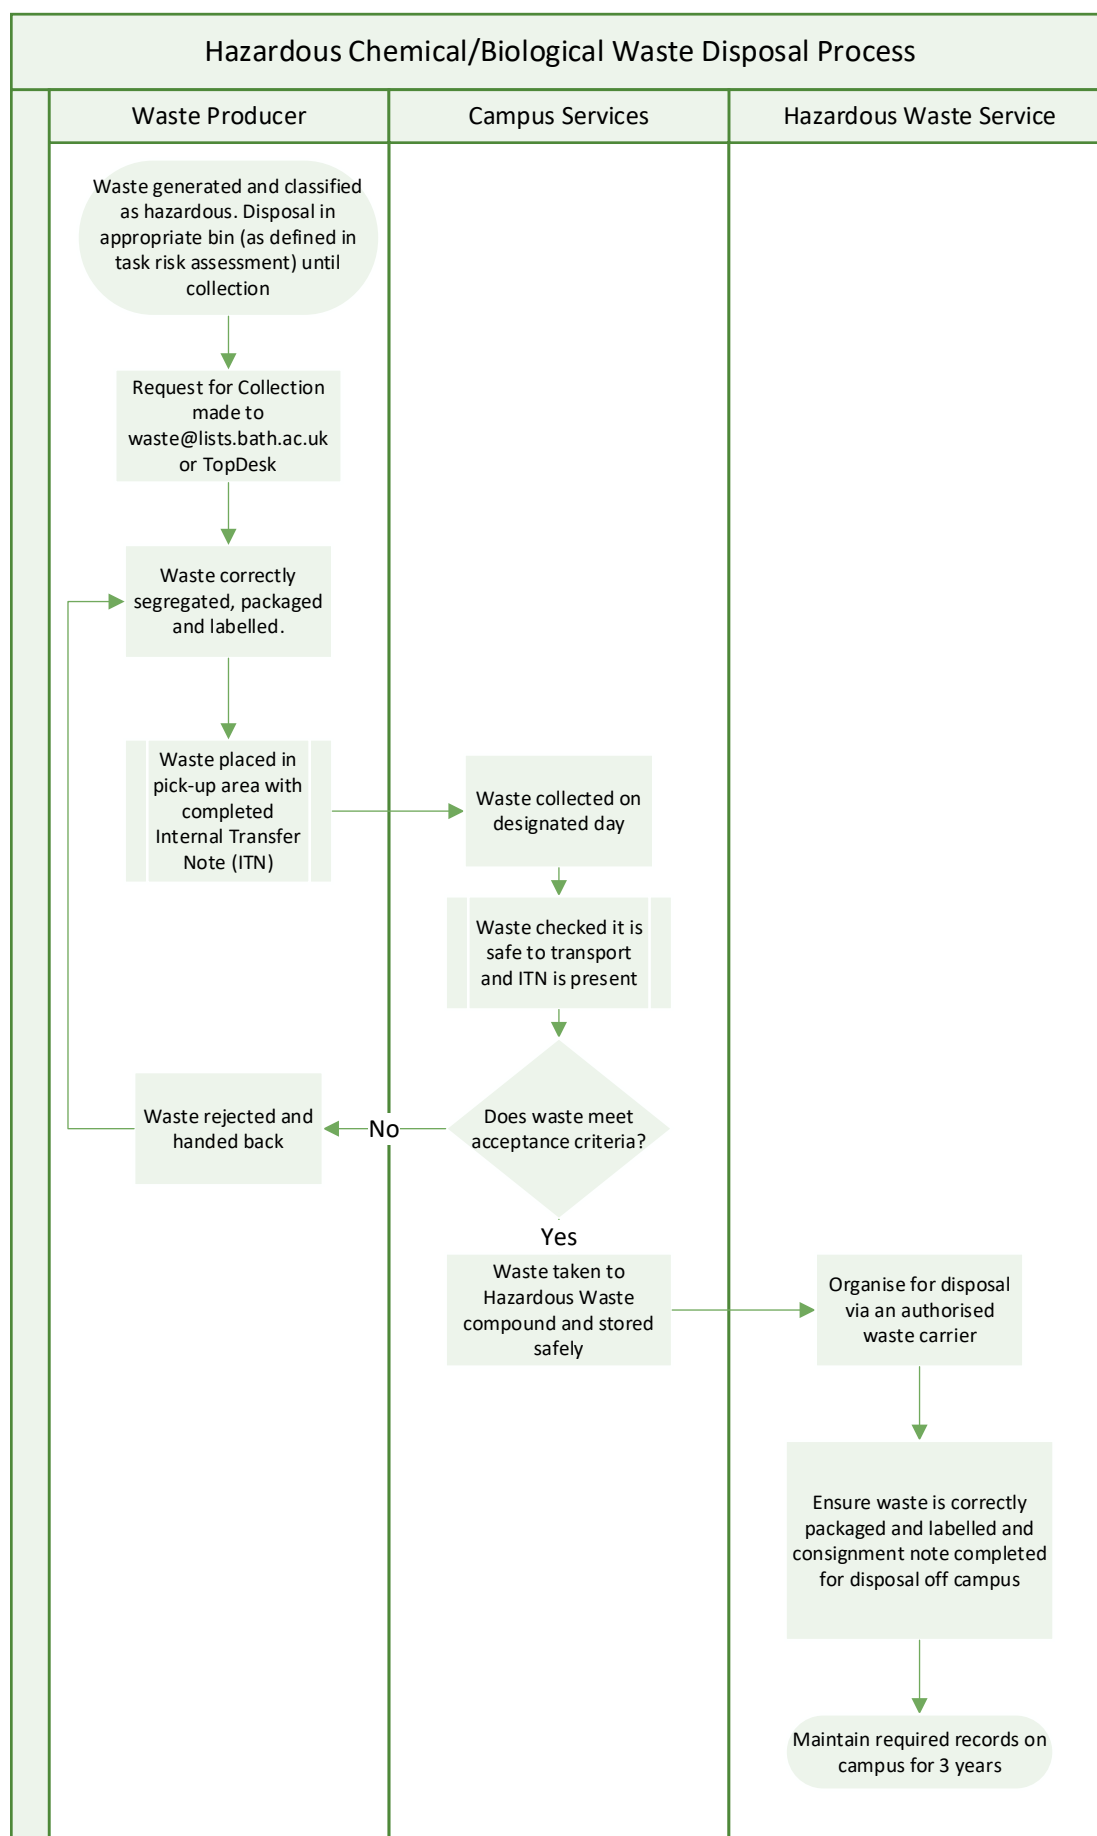 Hazardous Chemical/Biological Waste Disposal Process
Waste Producer
Campus Services
Hazardous Waste Service
Waste generated and classified
as hazardous. Disposal in
appropriate bin (as defined in
task risk assessment) until
collection
Request for Collection
made to
waste@lists.bath.ac.uk
or TopDesk
Waste correctly
segregated, packaged
and labelled.
Waste placed in
pick-up area with
completed
Internal Transfer
Note (ITN)
Waste collected on
designated day
Waste checked it is
safe to transport
and ITN is present
Does waste meet
acceptance criteria?
No
Waste rejected and
handed back
Yes
Waste taken to
Hazardous Waste
compound and stored
safely
Organise for disposal
via an authorised
waste carrier
Ensure waste is correctly
packaged and labelled and
consignment note completed
for disposal off campus
Maintain required records on
campus for 3 years